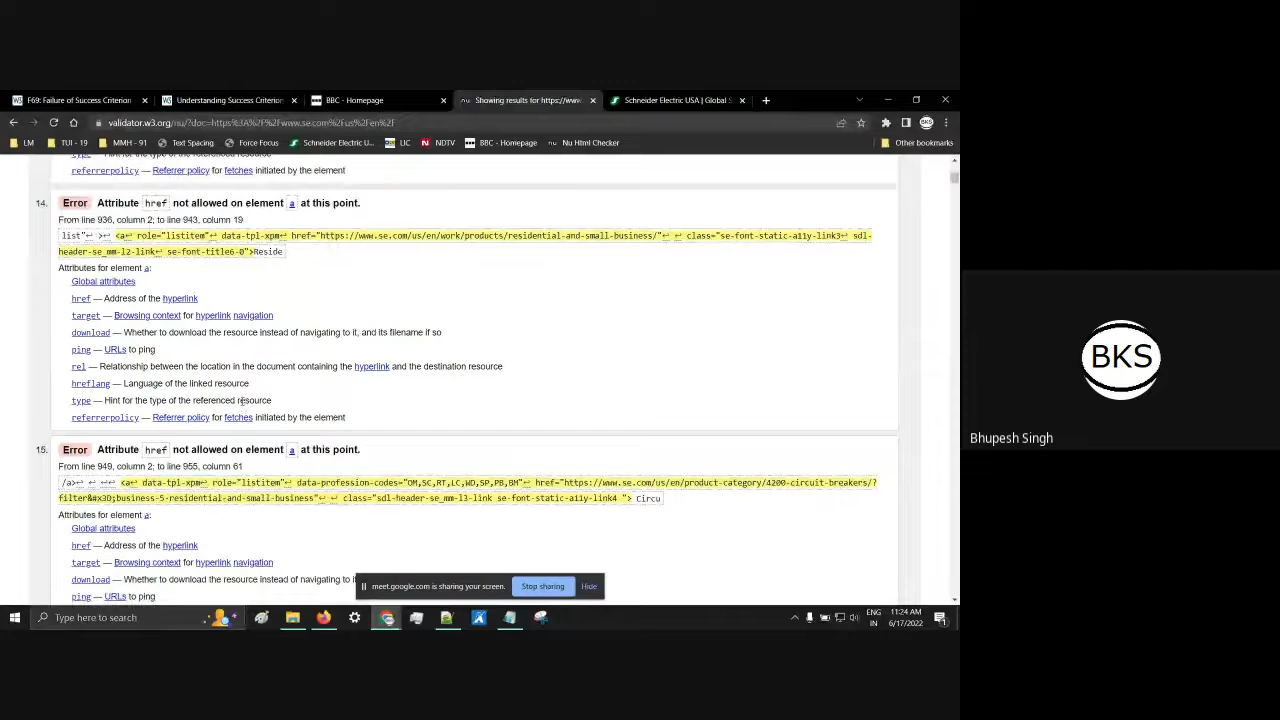 F69: Failure of Success Criterion
Understanding Success Criterion
BBC - Homepage
Showing results for https://www
Schneider Electric USA | Global S
validator.w3.org/nu/?doc=https%3A%2F%2Fwww.se.com%2Fus%2Fen%2F
LM
TUI - 19
MMH - 91
Text Spacing
Force Focus
Schneider Electric U...
LIC
NDTV
BBC - Homepage
Nu Html Checker
Other bookmarks
referrerpolicy — Referrer policy for fetches initiated by the element
14. Error Attribute href not allowed on element a at this point.
From line 936, column 2; to line 943, column 19
list"↩ ><a↩ role="listitem"↩ data-tpl-xpm↩ href="https://www.se.com/us/en/work/products/residential-and-small-business/"↩ ↩ class="se-font-static-a11y-link3↩ sdl-
header-se_mm-l2-link↩ se-font-title6-0">Reside
Attributes for element a:
Global attributes
href — Address of the hyperlink
target — Browsing context for hyperlink navigation
download — Whether to download the resource instead of navigating to it, and its filename if so
ping — URLs to ping
rel — Relationship between the location in the document containing the hyperlink and the destination resource
hreflang — Language of the linked resource
type — Hint for the type of the referenced resource
referrerpolicy — Referrer policy for fetches initiated by the element
15. Error Attribute href not allowed on element a at this point.
From line 949, column 2; to line 955, column 61
/a>↩ ↩ ↩↩ <a↩ data-tpl-xpm↩ role="listitem"↩ data-profession-codes="OM,SC,RT,LC,WD,SP,PB,BM"↩ href="https://www.se.com/us/en/product-category/4200-circuit-breakers/?
filter&#x3D;business-5-residential-and-small-business"↩ ↩ class="sdl-header-se_mm-l3-link se-font-static-a11y-link4 "> Circu
Attributes for element a:
Global attributes
href — Address of the hyperlink
target — Browsing context for hyperlink navigation
download — Whether to download the resource instead of navigating to
ping — URLs to ping
meet.google.com is sharing your screen.
Stop sharing
Hide
Type here to search
ENG
IN
11:24 AM
6/17/2022
BKS
Bhupesh Singh